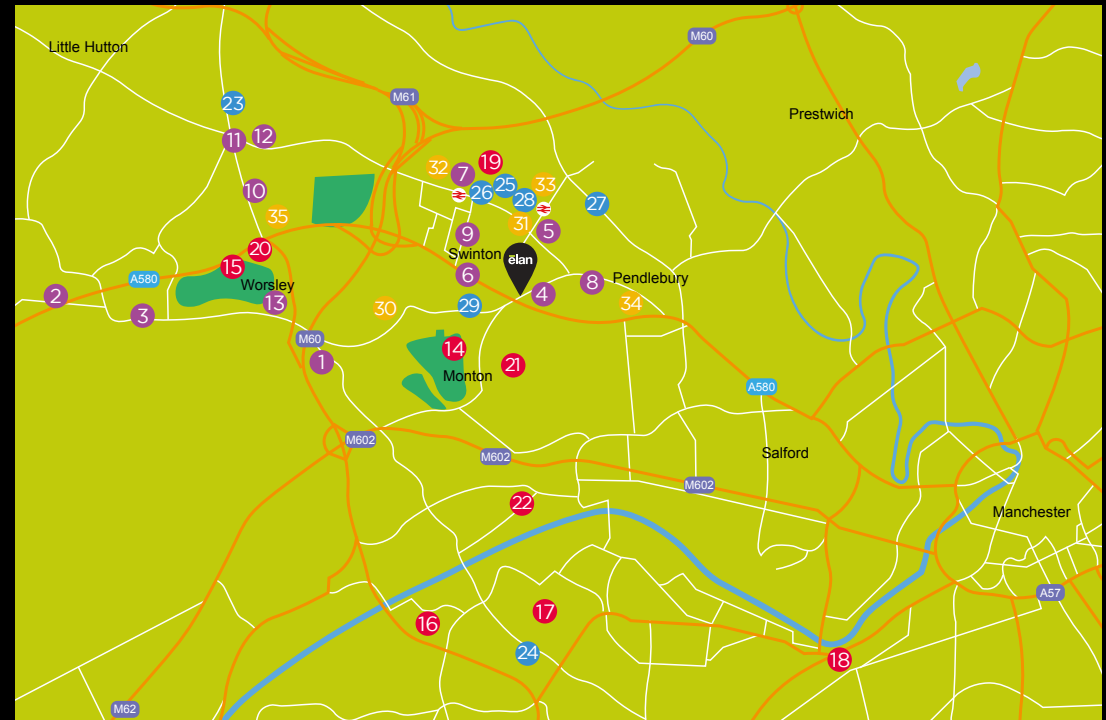 M60
Little Hutton
M61
23
Prestwich
11
12
19
32
7
25
33
10
26
28
27
35
31
9
5
20
Swinton
ēlan
15
6
A580
Worsley
8
Pendlebury
2
4
13
34
3
30
29
M60
14
1
21
Monton
A580
M602
Salford
M602
M602
22
Manchester
A57
17
16
24
18
M62